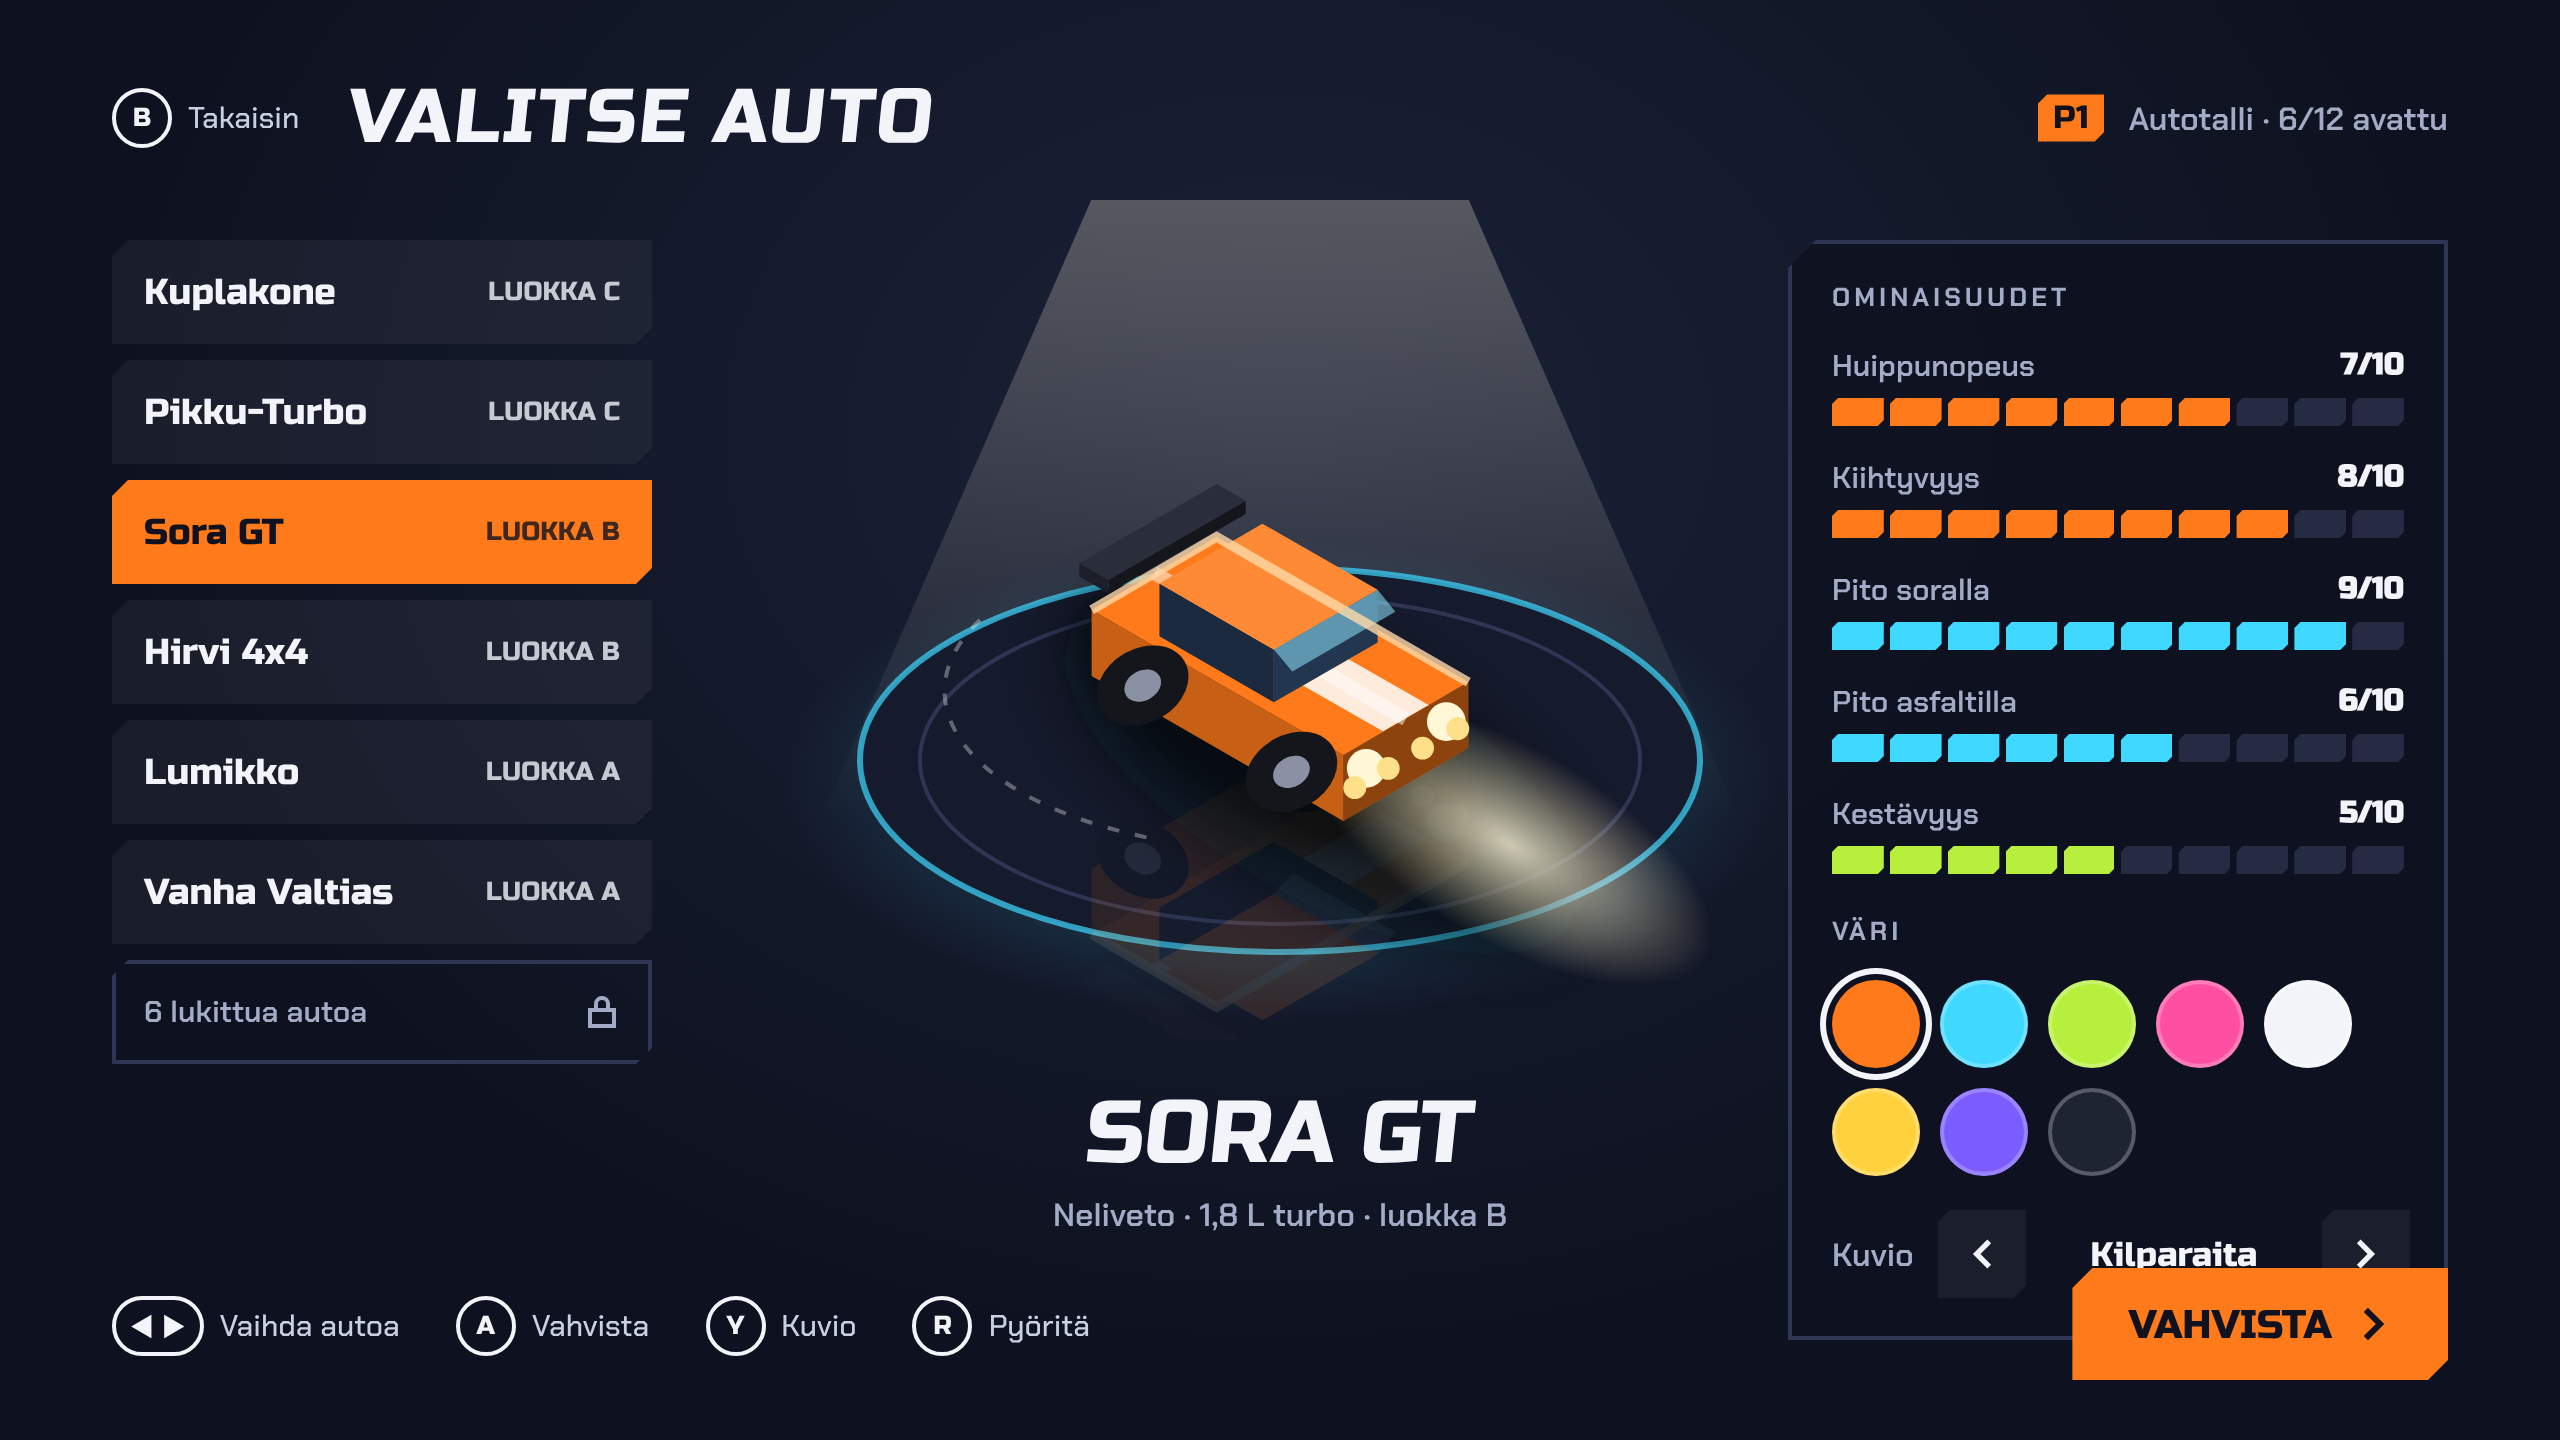 B Takaisin VALITSE AUTO
P1 Autotalli · 6/12 avattu
Kuplakone LUOKKA C
Pikku-Turbo LUOKKA C
Sora GT LUOKKA B
Hirvi 4x4 LUOKKA B
Lumikko LUOKKA A
Vanha Valtias LUOKKA A
6 lukittua autoa
SORA GT
Neliveto · 1,8 L turbo · luokka B
OMINAISUUDET
Huippunopeus 7/10
Kiihtyvyys 8/10
Pito soralla 9/10
Pito asfaltilla 6/10
Kestävyys 5/10
VÄRI
Kuvio Kilparaita
Vaihda autoa A Vahvista Y Kuvio R Pyöritä
VAHVISTA